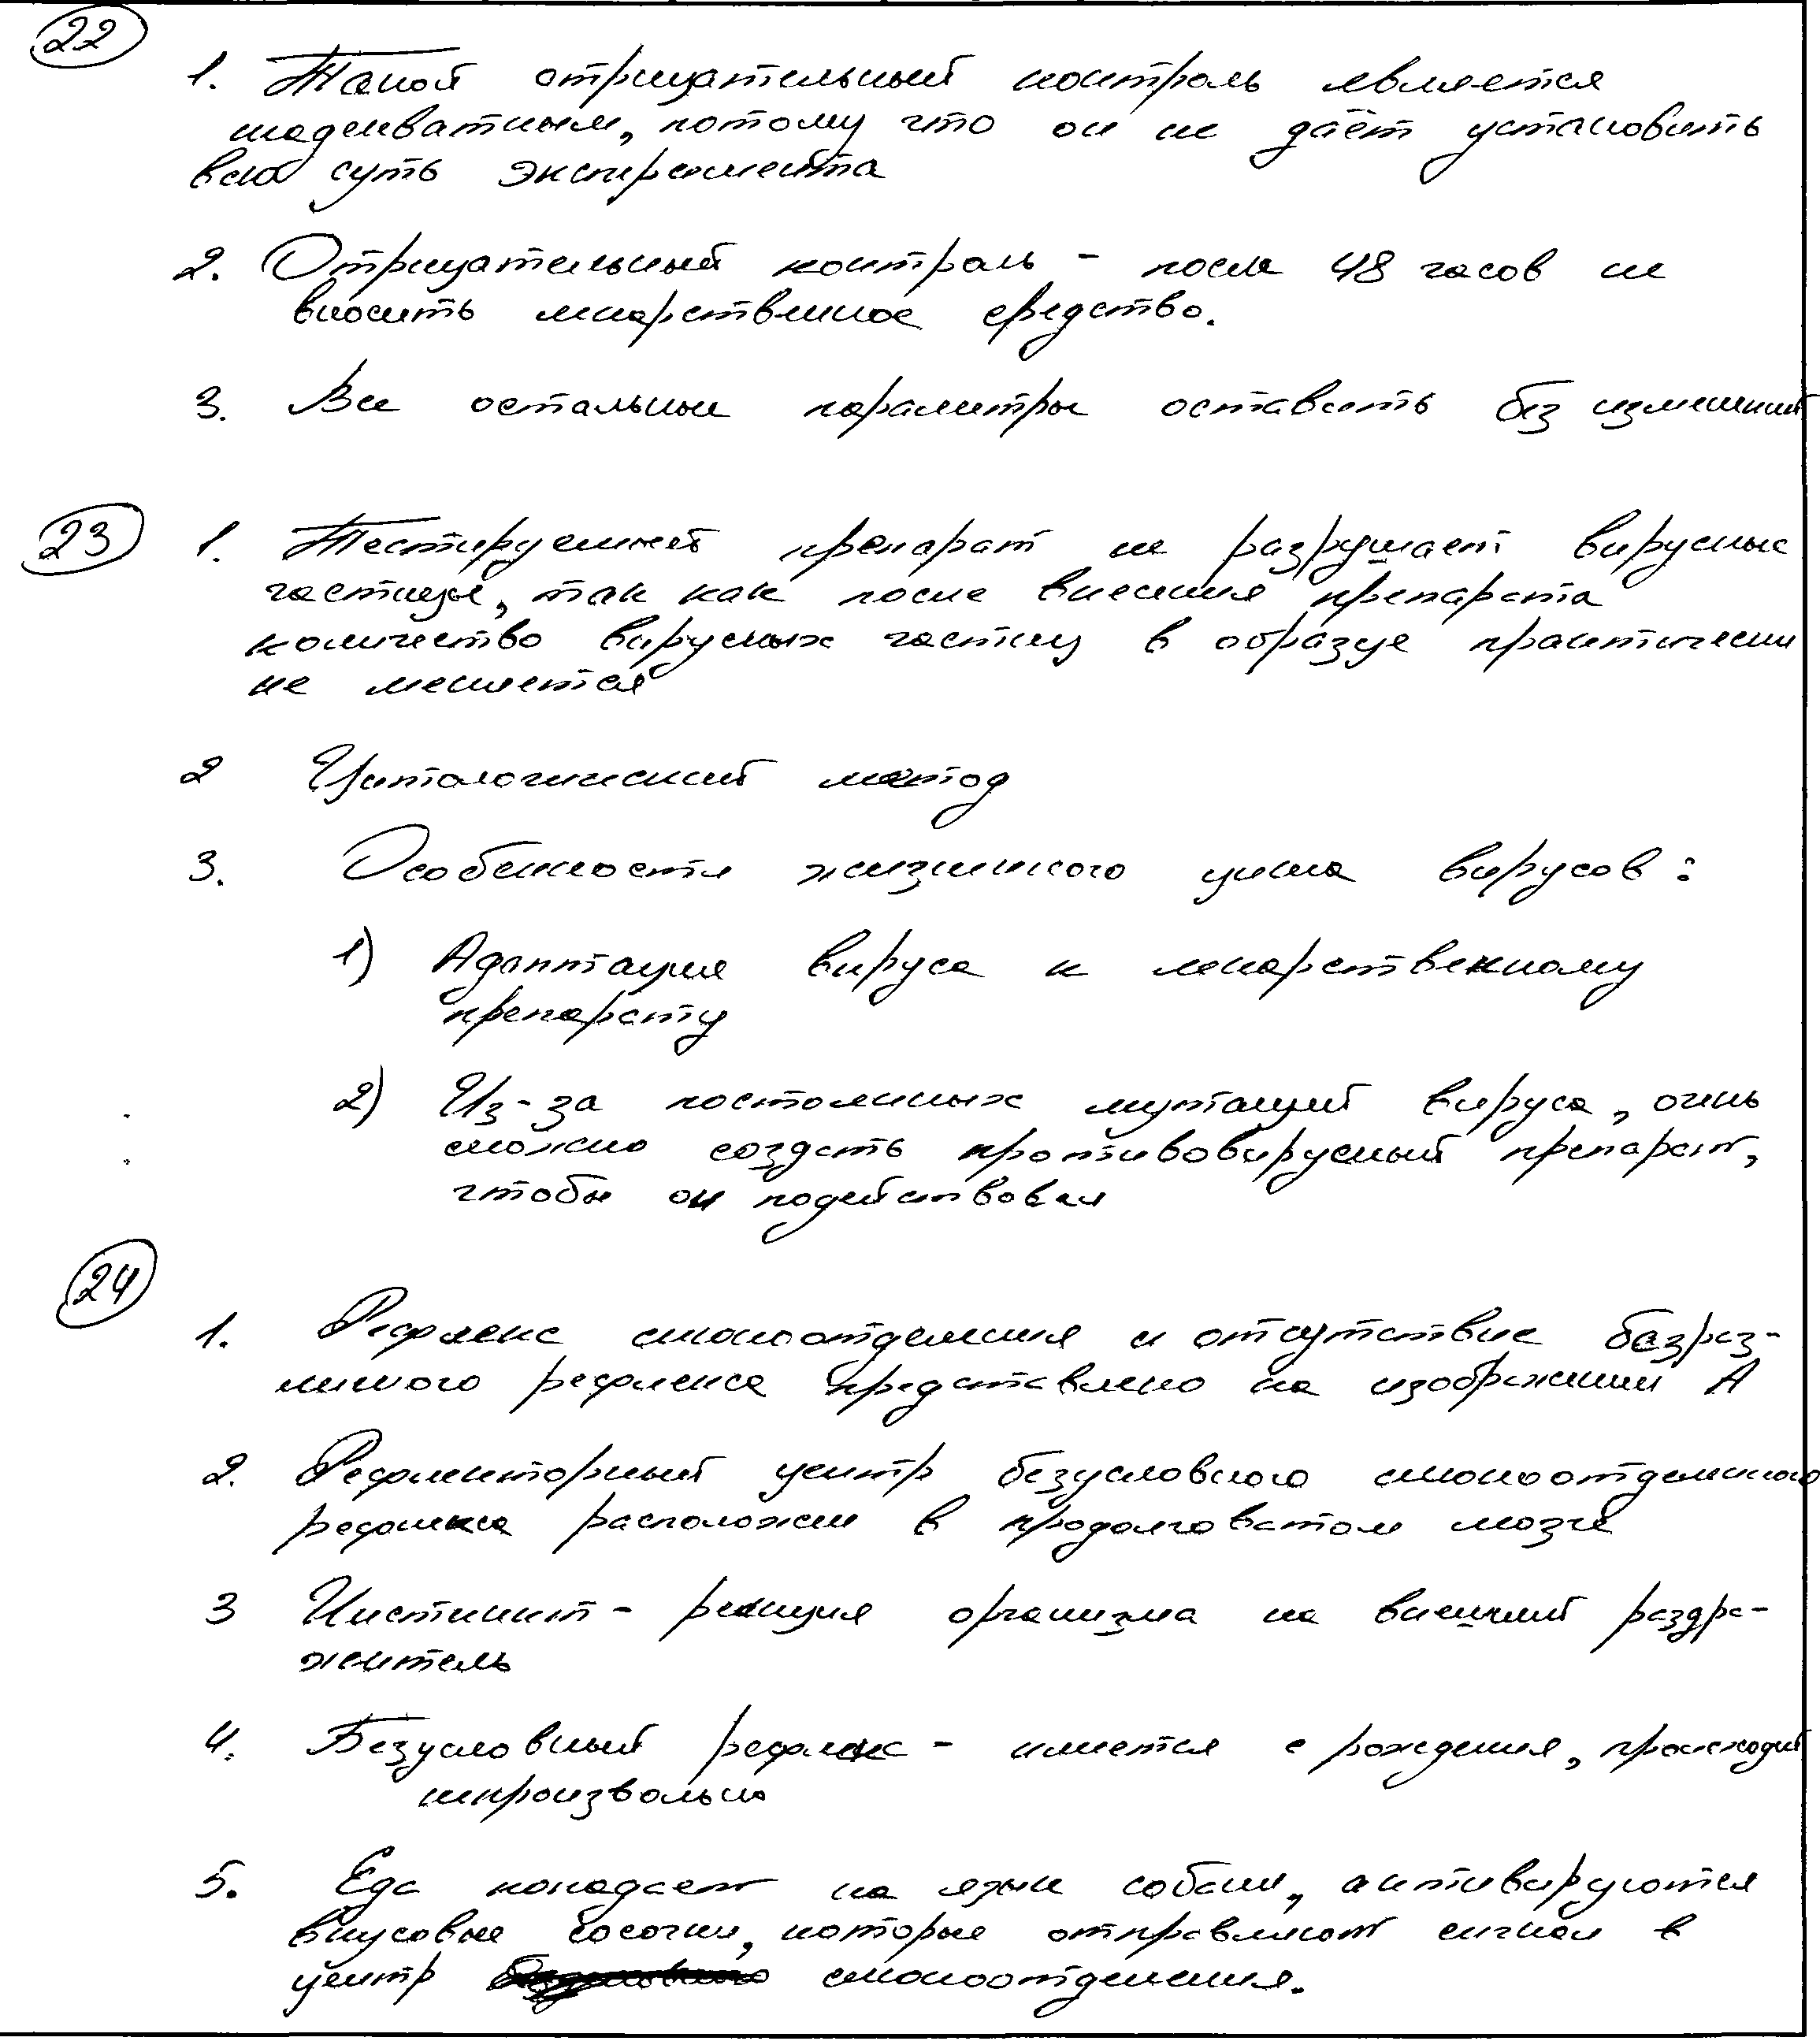 22
1. Такой отрицательный контроль является
неадекватным, потому что он не даёт установить
всю суть эксперимента
2. Отрицательный контроль - после 48 часов не
вносить лекарственное средство.
3. Все остальные параметры оставить без изменений
23
1. Тестируемый препарат не разрушает вирусные
частицы, так как после внесения препарата
количество вирусных частиц в образце практически
не меняется
2 Цитологический метод
3. Особенности жизненного цикла вирусов:
1) Адаптация вируса к лекарственному
препарату
2) Из-за постоянных мутаций вируса, очень
сложно создать противовирусный препарат,
чтобы он подействовал
24
1. Рефлекс слюноотделения и отсутствие безраз-
личного рефлекса представлено на изображении А
2. Рефлекторный центр безусловного слюноотделительного
рефлекса расположен в продолговатом мозге
3 Инстинкт - реакция организма на внешний раздра-
житель
4. Безусловный рефлекс - имеется с рождения, происходит
непроизвольно
5. Еда попадает на язык собаки, активируются
вкусовые сосочки, которые отправляют сигнал в
центр слюноотделения.